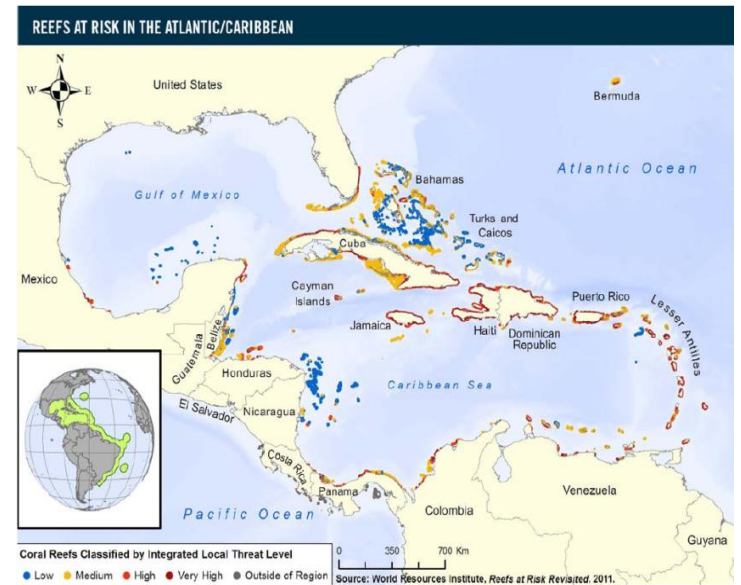 REEFS AT RISK IN THE ATLANTIC/CARIBBEAN
N
W
E
S
United States
Bermuda
Atlantic Ocean
Gulf of Mexico
Bahamas
Turks and
Caicos
Cuba
Mexico
Cayman
Islands
Puerto Rico
Lesser Antilles
Jamaica
Haiti
Dominican
Republic
Belize
Guatemala
Honduras
Caribbean Sea
El Salvador
Nicaragua
Costa Rica
Panama
Venezuela
Colombia
Pacific Ocean
Guyana
Coral Reefs Classified by Integrated Local Threat Level
0 350 700 Km
Low Medium High Very High Outside of Region
Source: World Resources Institute, Reefs at Risk Revisited, 2011.